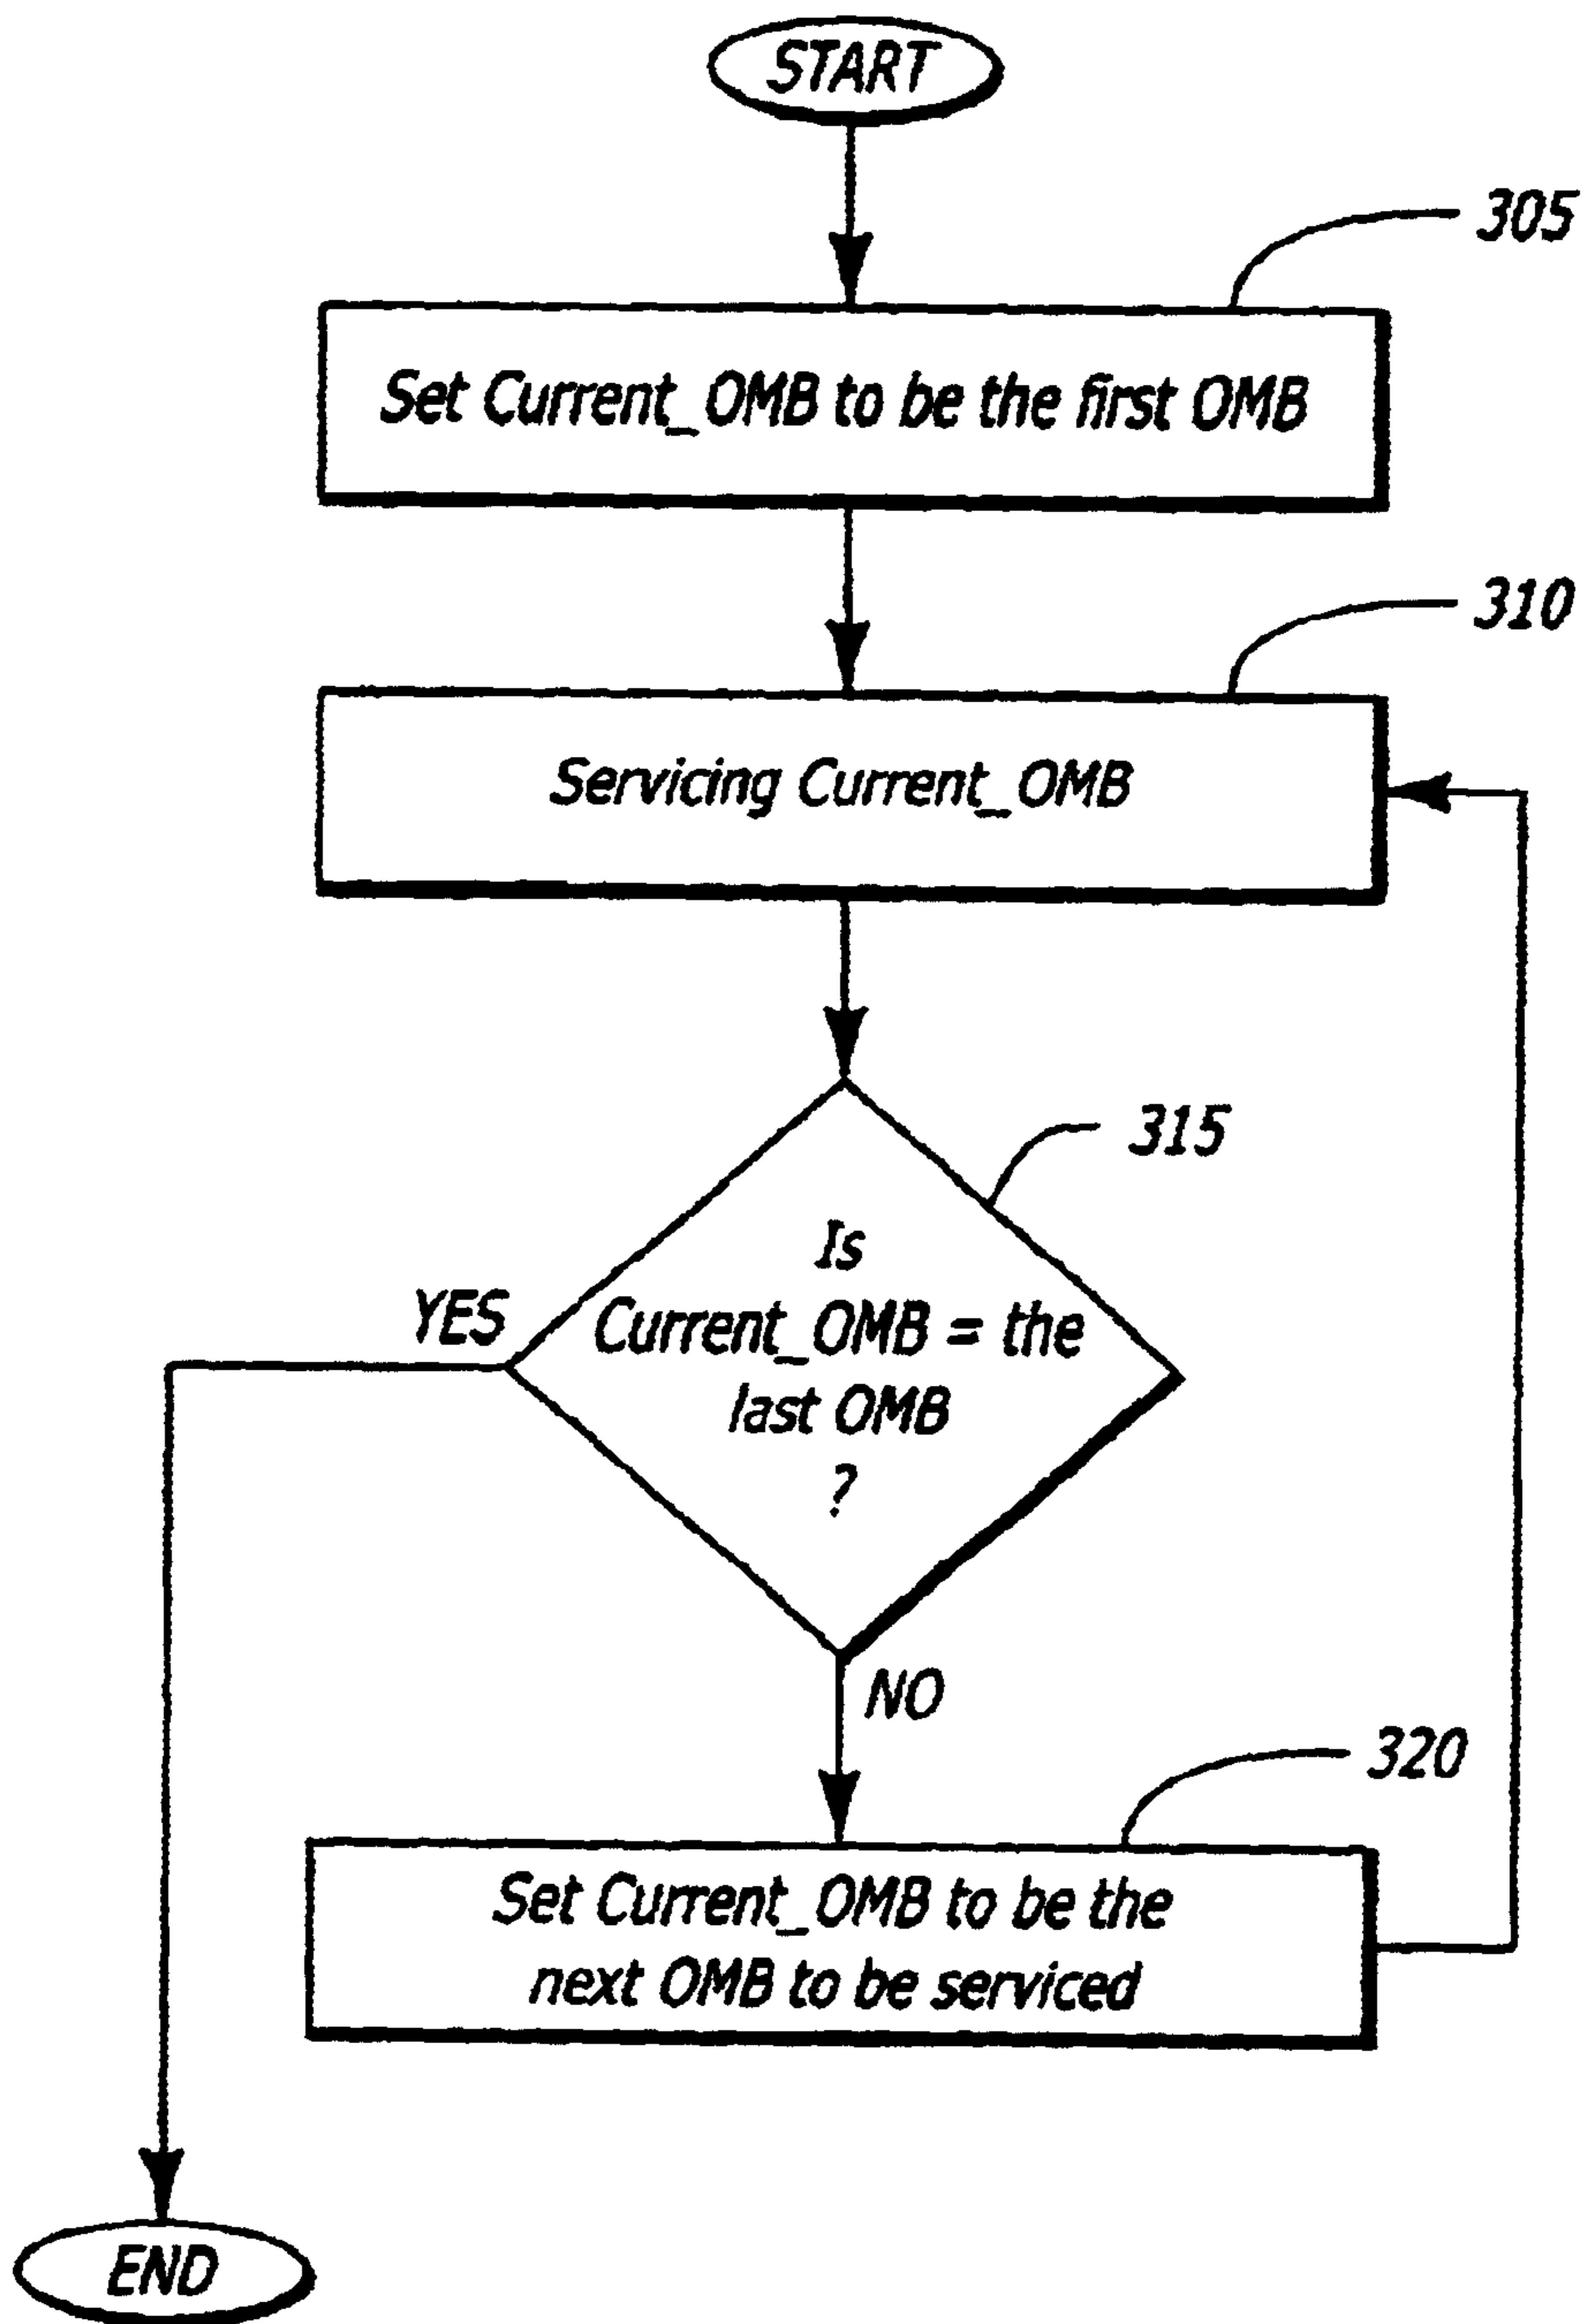 START
305
Set Current_OMB to be the first OMB
310
Servicing Current_OMB
315
Is
Current_OMB = the
last OMB
?
YES
NO
320
Set Current_OMB to be the
next OMB to be serviced
END